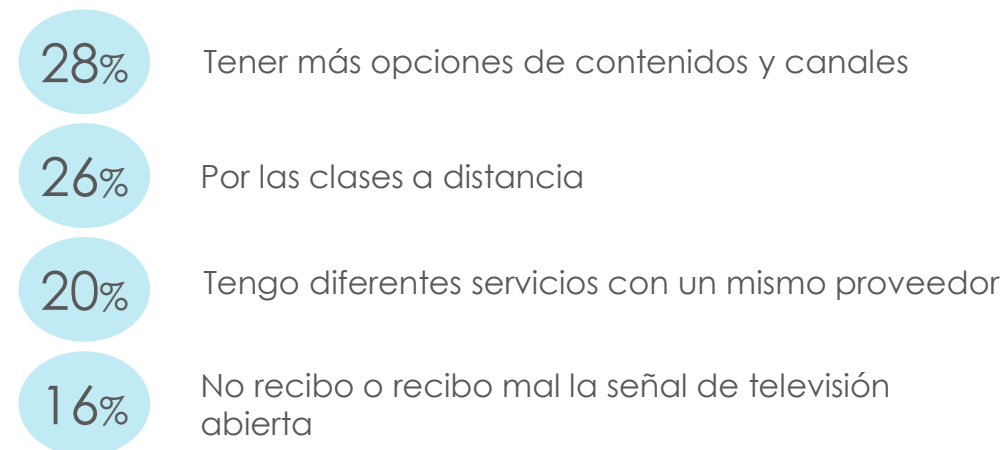 28% Tener más opciones de contenidos y canales
26% Por las clases a distancia
20% Tengo diferentes servicios con un mismo proveedor
16% No recibo o recibo mal la señal de televisión
abierta